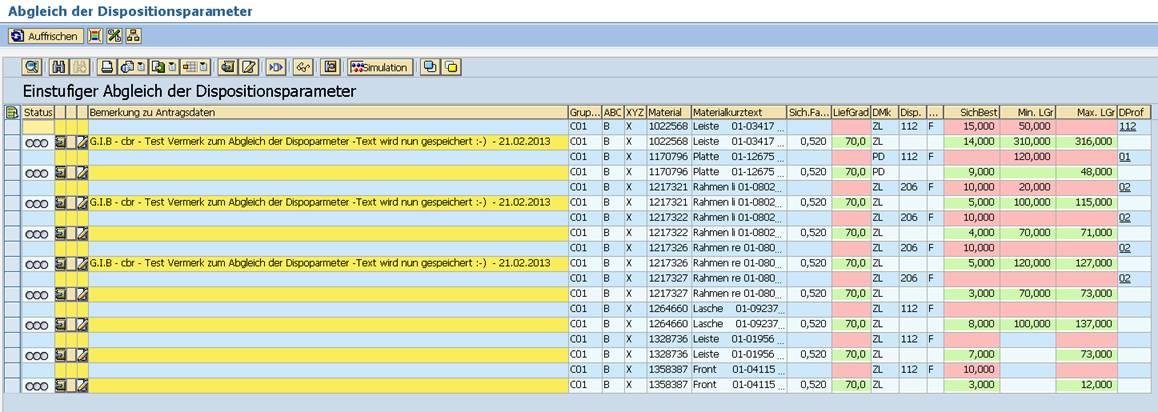 Abgleich der Dispositionsparameter
Auffrischen
Simulation
Einstufiger Abgleich der Dispositionsparameter
Status Bemerkung zu Antragsdaten Grup... ABC XYZ Material Materialkurztext Sich.Fa... LiefGrad DMk Disp. ... SichBest Min. LGr Max. LGr DProf
C01 B X 1022568 Leiste 01-03417 ... ZL 112 F 15,000 50,000 112
G.I.B - cbr - Test Vermerk zum Abgleich der Dispoparmeter -Text wird nun gespeichert :-) - 21.02.2013 C01 B X 1022568 Leiste 01-03417 ... 0,520 70,0 ZL 14,000 310,000 316,000
C01 B X 1170796 Platte 01-12675 ... PD 112 F 120,000 01
C01 B X 1170796 Platte 01-12675 ... 0,520 70,0 PD 9,000 48,000
C01 B X 1217321 Rahmen li 01-0802... ZL 206 F 10,000 20,000 02
G.I.B - cbr - Test Vermerk zum Abgleich der Dispoparmeter -Text wird nun gespeichert :-) - 21.02.2013 C01 B X 1217321 Rahmen li 01-0802... 0,520 70,0 ZL 5,000 100,000 115,000
C01 B X 1217322 Rahmen li 01-0802... ZL 206 F 10,000 02
C01 B X 1217322 Rahmen li 01-0802... 0,520 70,0 ZL 4,000 70,000 71,000
C01 B X 1217326 Rahmen re 01-080... ZL 206 F 10,000 02
G.I.B - cbr - Test Vermerk zum Abgleich der Dispoparmeter -Text wird nun gespeichert :-) - 21.02.2013 C01 B X 1217326 Rahmen re 01-080... 0,520 70,0 ZL 5,000 120,000 127,000
C01 B X 1217327 Rahmen re 01-080... ZL 206 F 10,000 02
C01 B X 1217327 Rahmen re 01-080... 0,520 70,0 ZL 3,000 70,000 73,000
C01 B X 1264660 Lasche 01-09237... ZL 112 F
C01 B X 1264660 Lasche 01-09237... 0,520 70,0 ZL 8,000 100,000 137,000
C01 B X 1328736 Leiste 01-01956 ... ZL 112 F
C01 B X 1328736 Leiste 01-01956 ... 0,520 70,0 ZL 7,000 73,000
C01 B X 1358387 Front 01-04115 ... ZL 112 F 10,000
C01 B X 1358387 Front 01-04115 ... 0,520 70,0 ZL 3,000 12,000